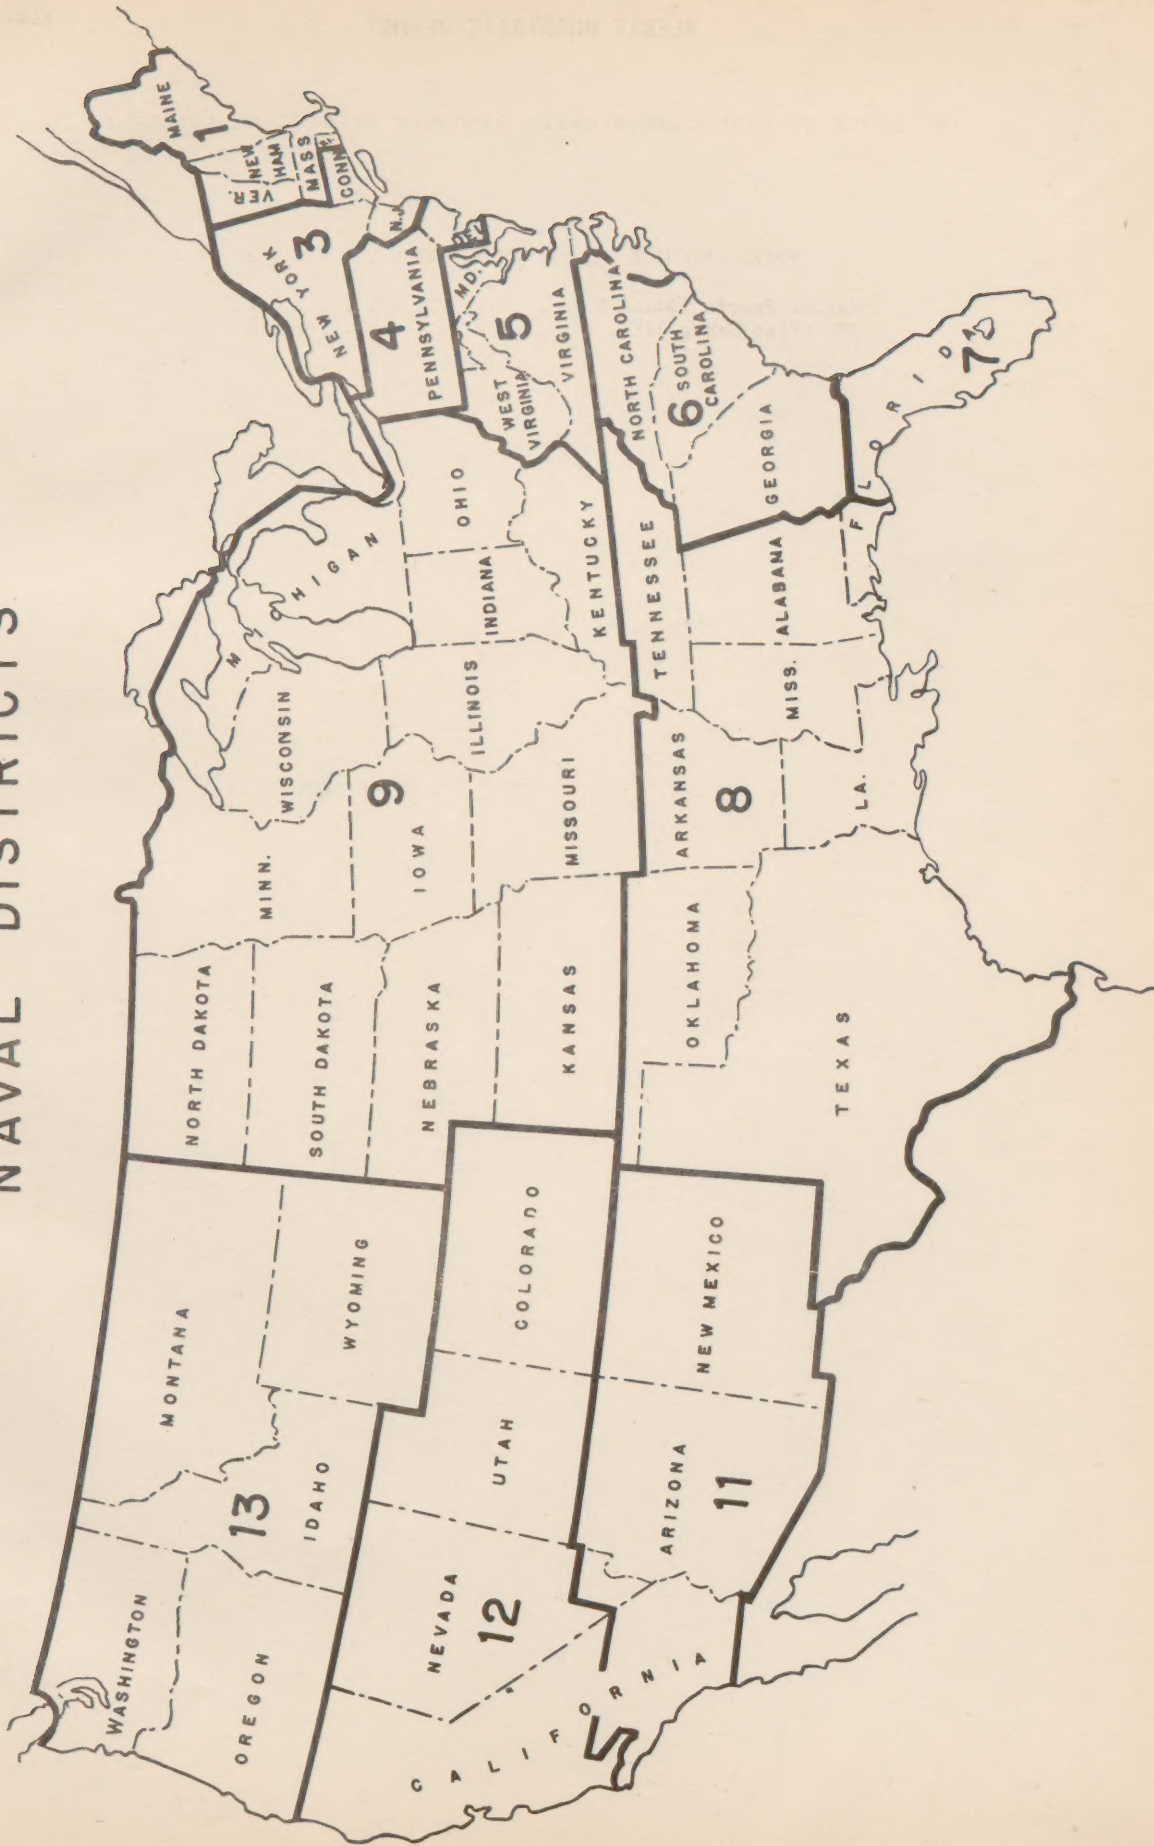 NAVAL DISTRICTS
WASHINGTON
OREGON
CALIFORNIA
NEVADA
12
IDAHO
13
MONTANA
WYOMING
UTAH
COLORADO
ARIZONA
11
NEW MEXICO
NORTH DAKOTA
SOUTH DAKOTA
NEBRASKA
KANSAS
OKLAHOMA
TEXAS
MINN.
IOWA
9
MISSOURI
ARKANSAS
8
LA.
WISCONSIN
ILLINOIS
MICHIGAN
INDIANA
OHIO
KENTUCKY
TENNESSEE
MISS.
ALABAMA
GEORGIA
FLORIDA
7
6
SOUTH
CAROLINA
NORTH CAROLINA
VIRGINIA
WEST
VIRGINIA
5
MD.
DEL.
PENNSYLVANIA
4
N.J.
NEW YORK
3
CONN
R.I.
MASS
VER.
NEW
HAM
MAINE
1